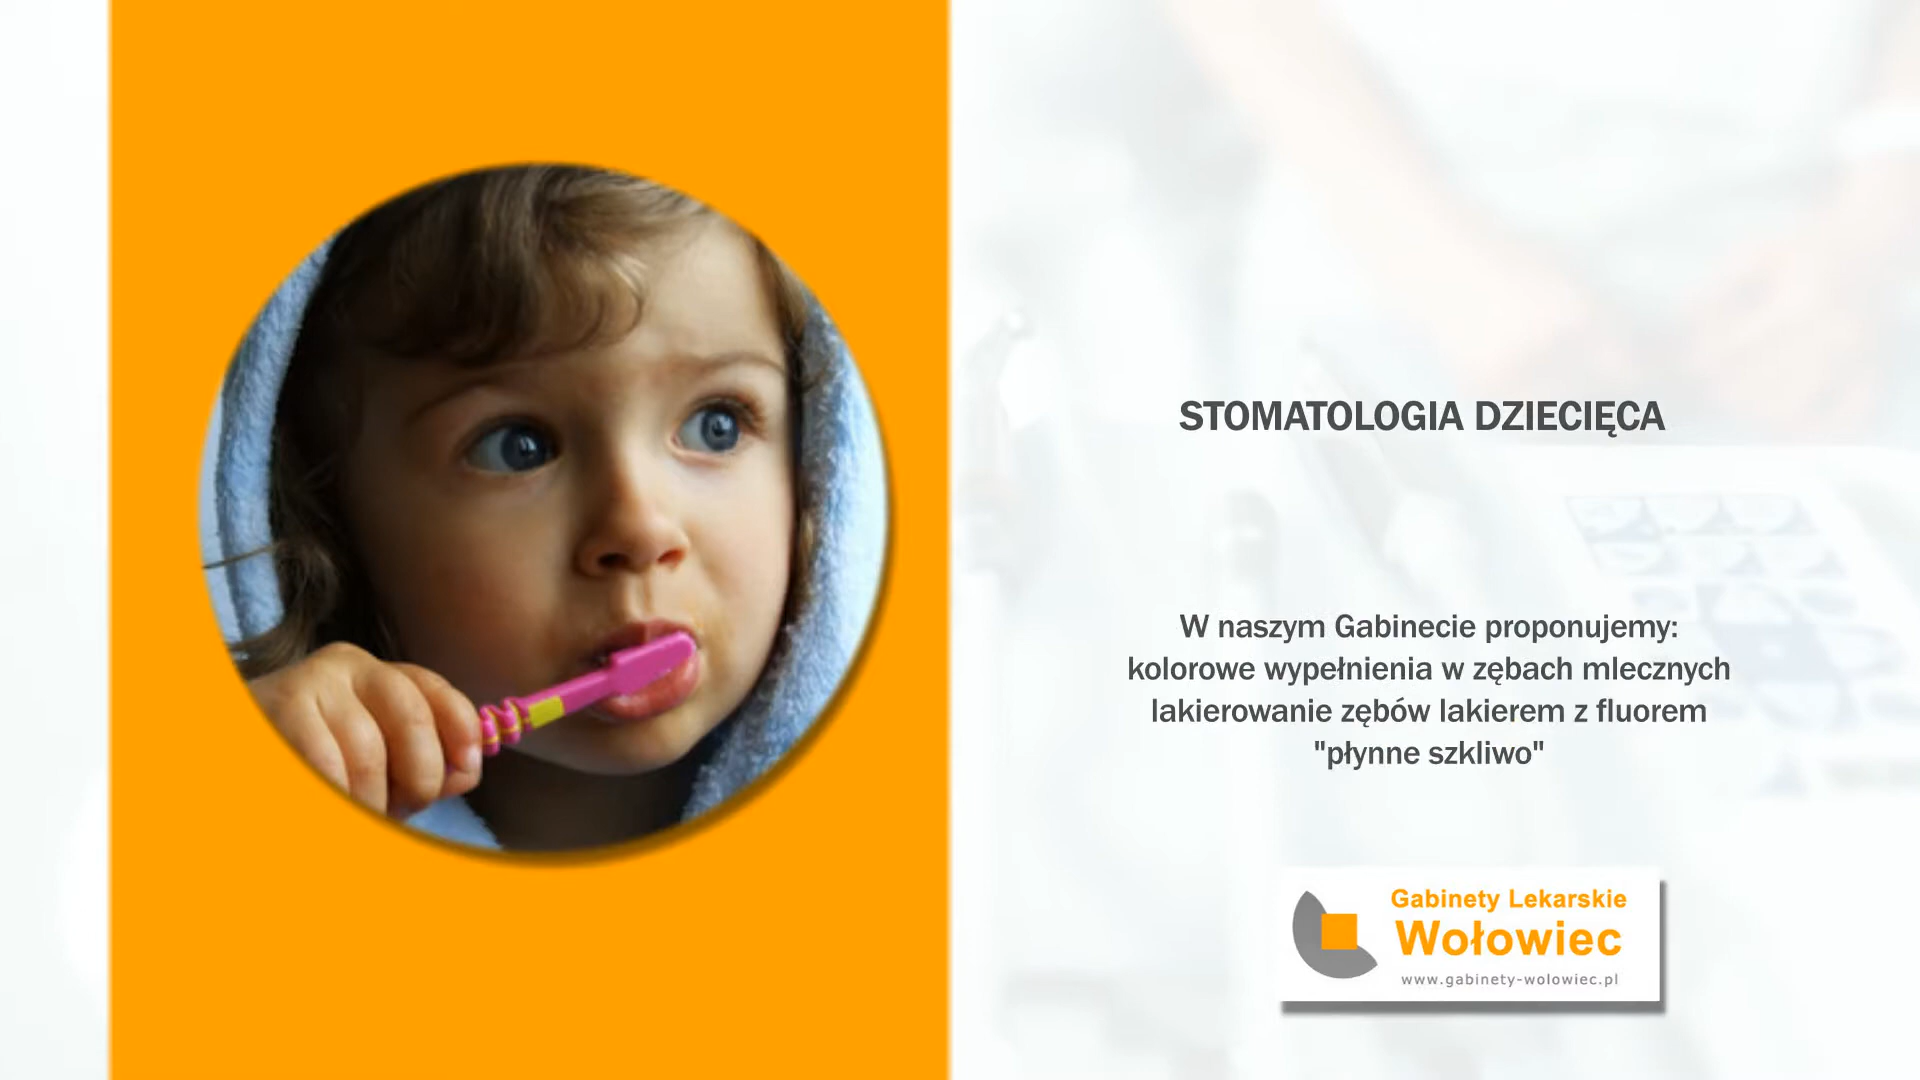 STOMATOLOGIA DZIECIĘCA
W naszym Gabinecie proponujemy:
kolorowe wypełnienia w zębach mlecznych
lakierowanie zębów lakierem z fluorem
"płynne szkliwo"
Gabinety Lekarskie
Wołowiec
www.gabinety-wolowiec.pl